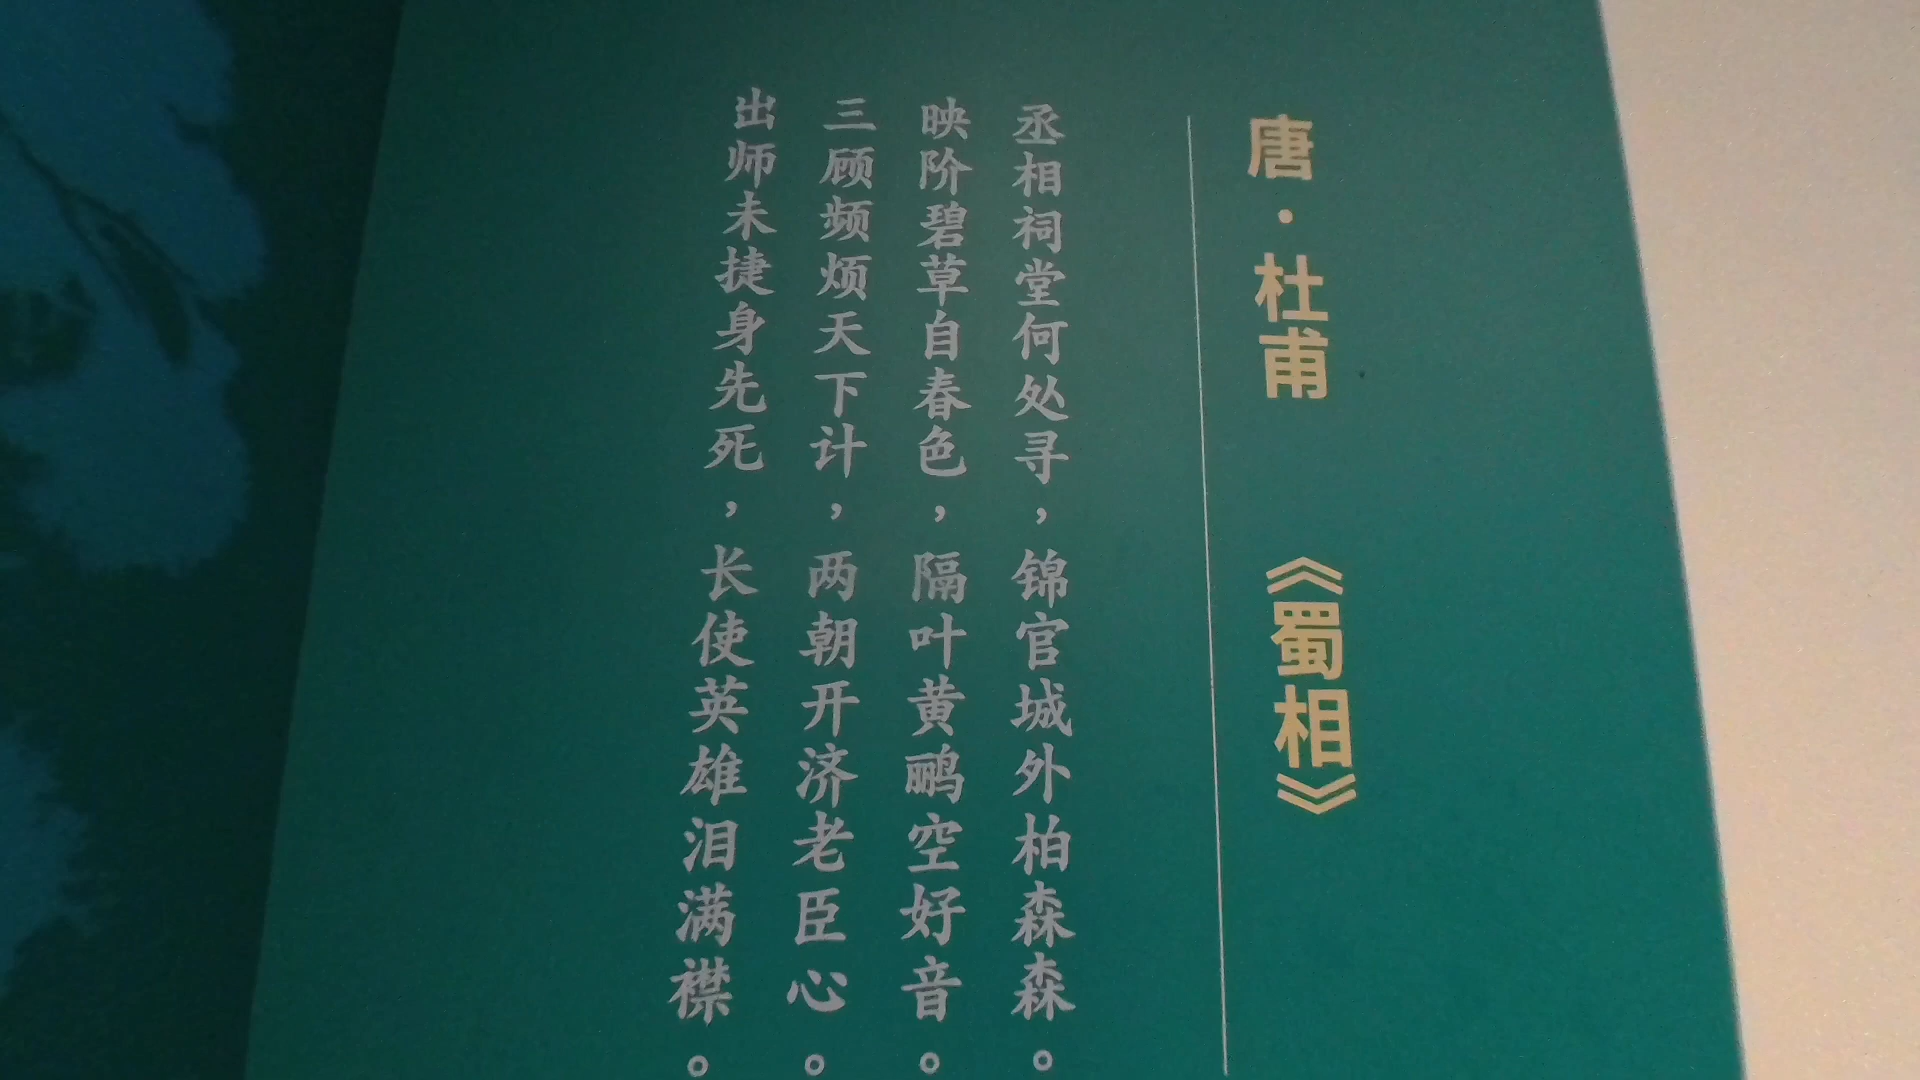 唐·杜甫 《蜀相》
丞相祠堂何处寻，锦官城外柏森森。
映阶碧草自春色，隔叶黄鹂空好音。
三顾频烦天下计，两朝开济老臣心。
出师未捷身先死，长使英雄泪满襟。